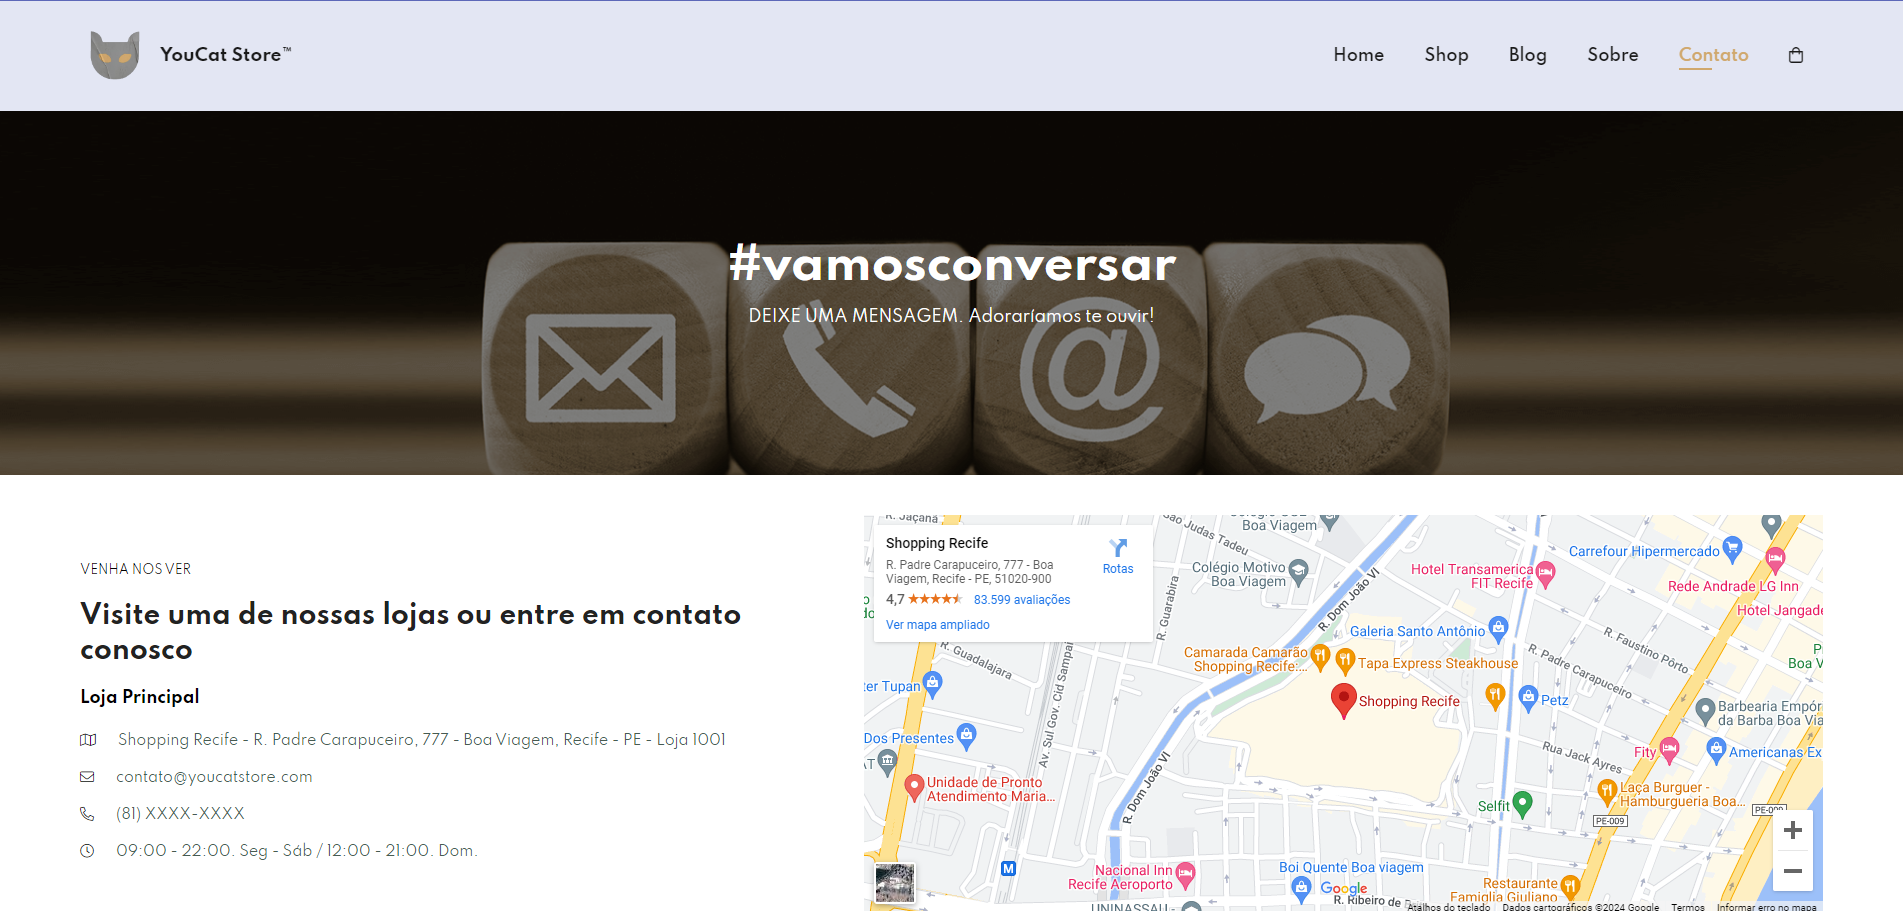 YouCat Store™
Home
Shop
Blog
Sobre
Contato
#vamosconversar
DEIXE UMA MENSAGEM. Adoraríamos te ouvir!
VENHA NOS VER
Visite uma de nossas lojas ou entre em contato
conosco
Loja Principal
Shopping Recife - R. Padre Carapuceiro, 777 - Boa Viagem, Recife - PE - Loja 1001
contato@youcatstore.com
(81) XXXX-XXXX
09:00 - 22:00. Seg - Sáb / 12:00 - 21:00. Dom.
Shopping Recife
R. Padre Carapuceiro, 777 - Boa
Viagem, Recife - PE, 51020-900
4,7
83.599 avaliações
Ver mapa ampliado
Rotas
R. Jaçanã
Boa Viagem
Judas Tadeu
Colégio Motivo
Boa Viagem
R. Guarabira
R. Dom João VI
Carrefour Hipermercado
Hotel Transamerica
FIT Recife
Rede Andrade LG Inn
Hotel Jangade
Galeria Santo Antônio
R. Faustino Pôrto
R. Padre Carapuceiro
Boa V
Camarada Camarão
Shopping Recife:...
Tapa Express Steakhouse
R. Guadalajara
Av. Sul Gov. Cid Sampai
er Tupan
Shopping Recife
Petz
Barbearia Empór
da Barba Boa Via
Dos Presentes
Rua Jack Ayres
Fity
Americanas Ex
Unidade de Pronto
Atendimento Maria...
R. Dom João VI
Laça Burguer -
Hamburgueria Boa...
Selfit
PE-009
PE-009
M
Nacional Inn
Recife Aeroporto
Boi Quente Boa viagem
Google
R. Ribeiro de
Restaurante
Famiglia Giuliano
UNINASSAU -
Atalhos do teclado
Dados cartográficos ©2024 Google
Termos
Informar erro no mapa